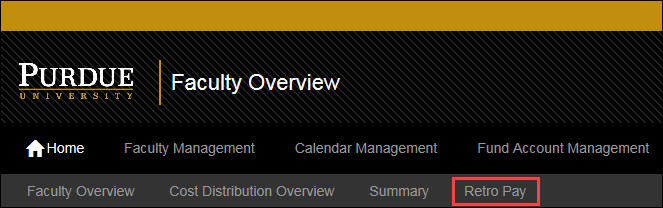 PURDUE
UNIVERSITY
Faculty Overview
Home Faculty Management Calendar Management Fund Account Management
Faculty Overview Cost Distribution Overview Summary Retro Pay